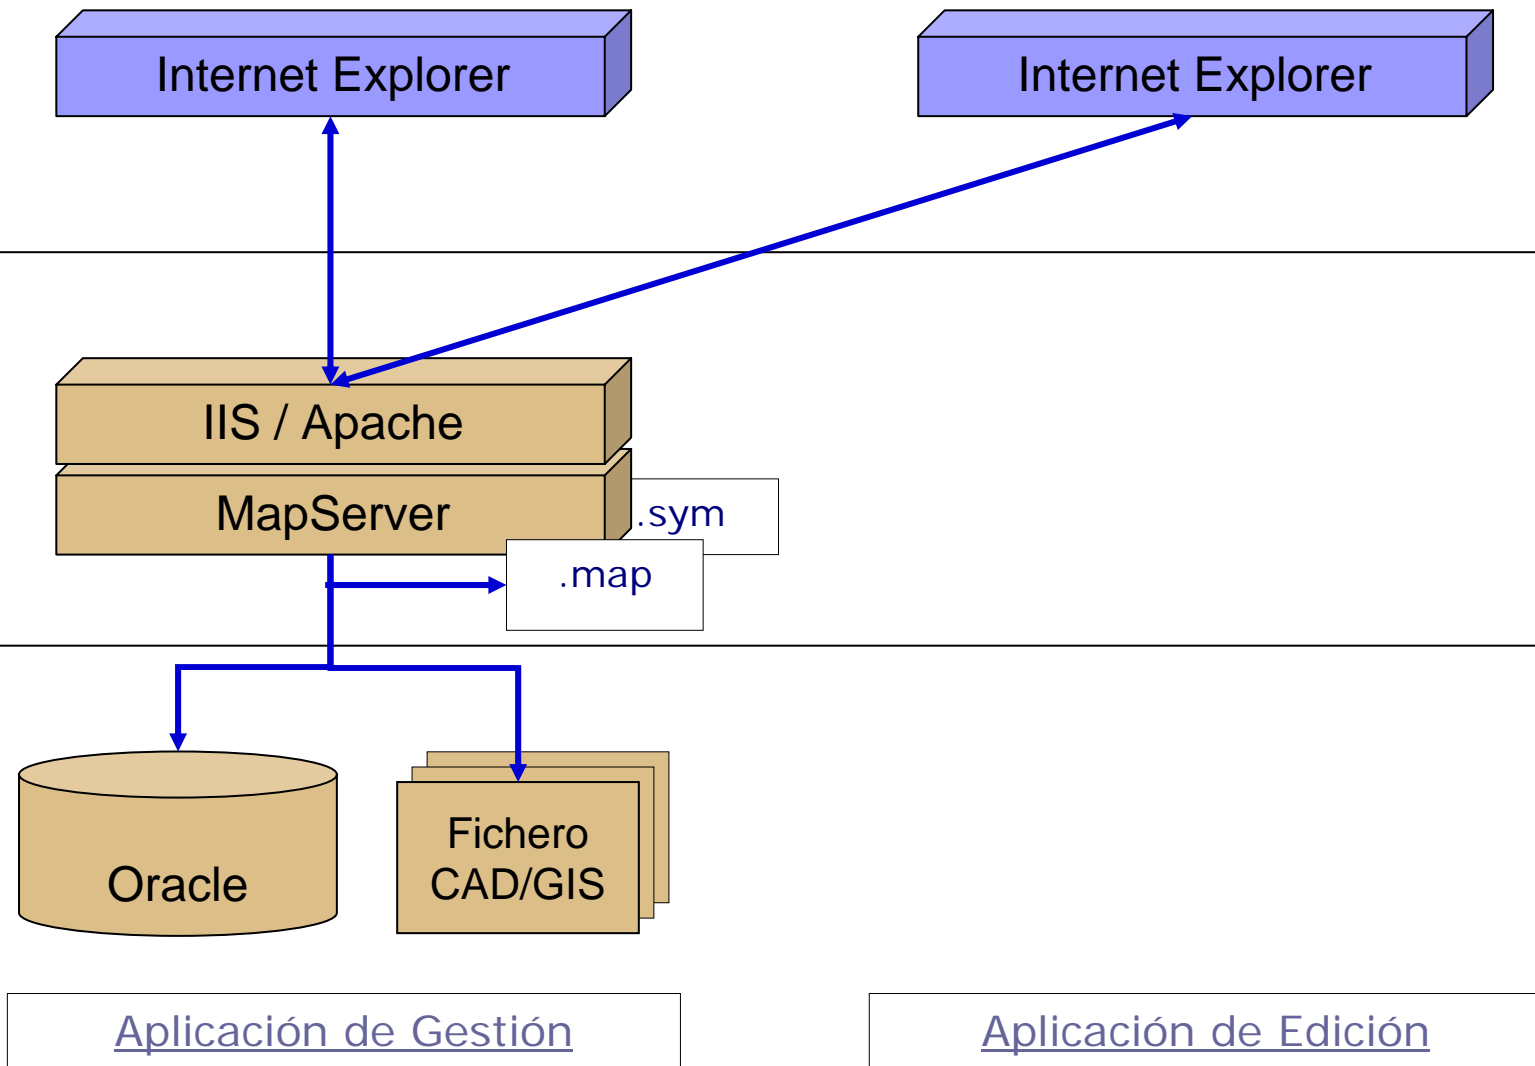 Internet Explorer
Internet Explorer
IIS / Apache
MapServer
.sym
.map
Oracle
Fichero
CAD/GIS
Aplicación de Gestión
Aplicación de Edición